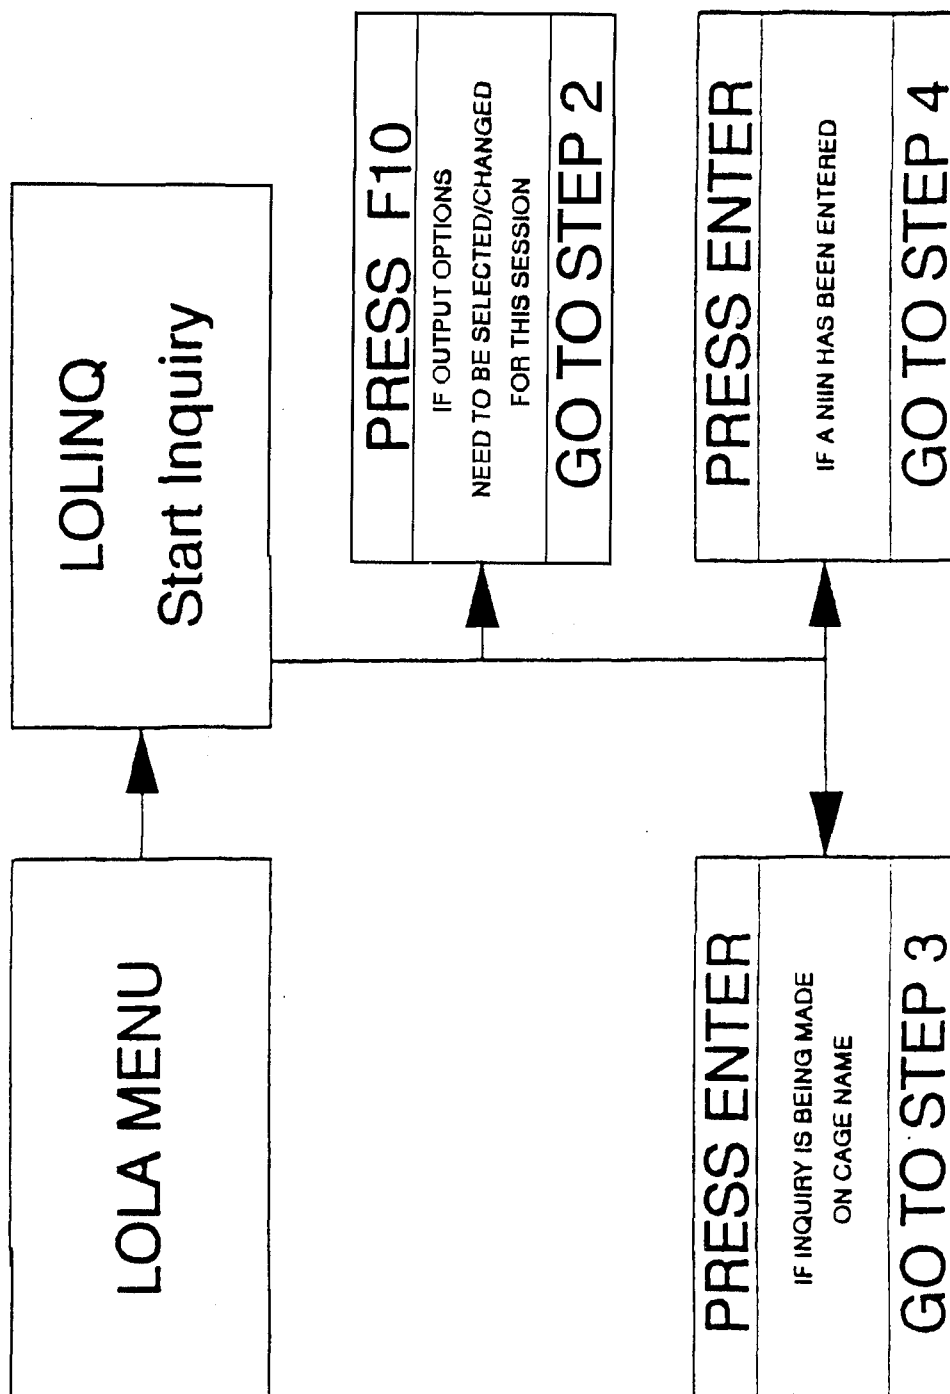 LOLA MENU
LOLINQ
Start Inquiry
PRESS F10
IF OUTPUT OPTIONS
NEED TO BE SELECTED/CHANGED
FOR THIS SESSION
GO TO STEP 2
PRESS ENTER
IF INQUIRY IS BEING MADE
ON CAGE NAME
GO TO STEP 3
PRESS ENTER
IF A NIIN HAS BEEN ENTERED
GO TO STEP 4